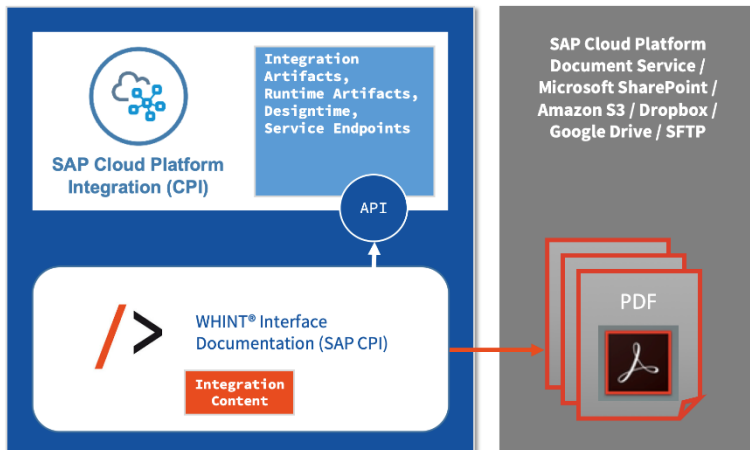 SAP Cloud Platform
Integration (CPI)
Integration
Artifacts,
Runtime Artifacts,
Designtime,
Service Endpoints
API
WHINT® Interface
Documentation (SAP CPI)
Integration
Content
SAP Cloud Platform
Document Service /
Microsoft SharePoint /
Amazon S3 / Dropbox /
Google Drive / SFTP
PDF